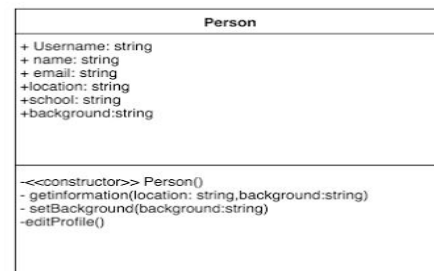 Person
+ Username: string
+ name: string
+ email: string
+location: string
+school: string
+background:string
-<<constructor>> Person()
- getinformation(location: string,background:string)
- setBackground(background:string)
-editProfile()